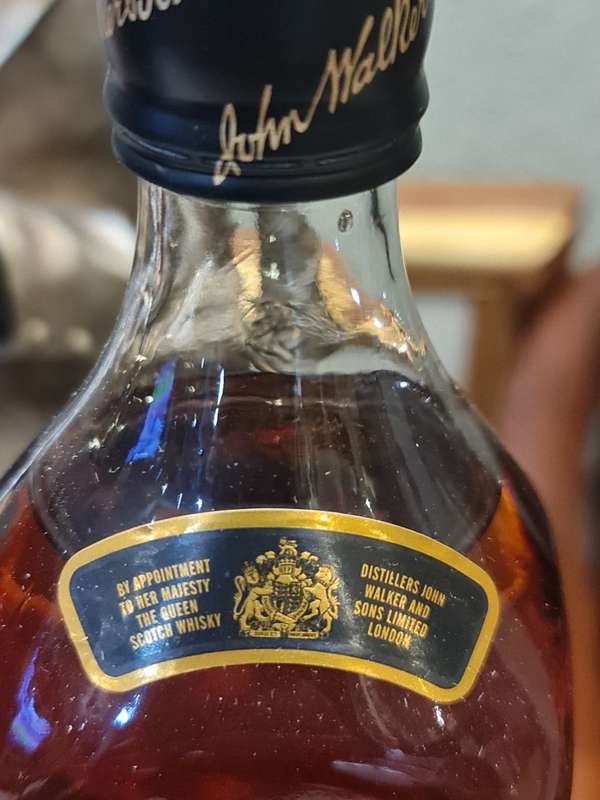 John Walker
BY APPOINTMENT
TO HER MAJESTY
THE QUEEN
SCOTCH WHISKY
DISTILLERS JOHN
WALKER AND
SONS LIMITED
LONDON